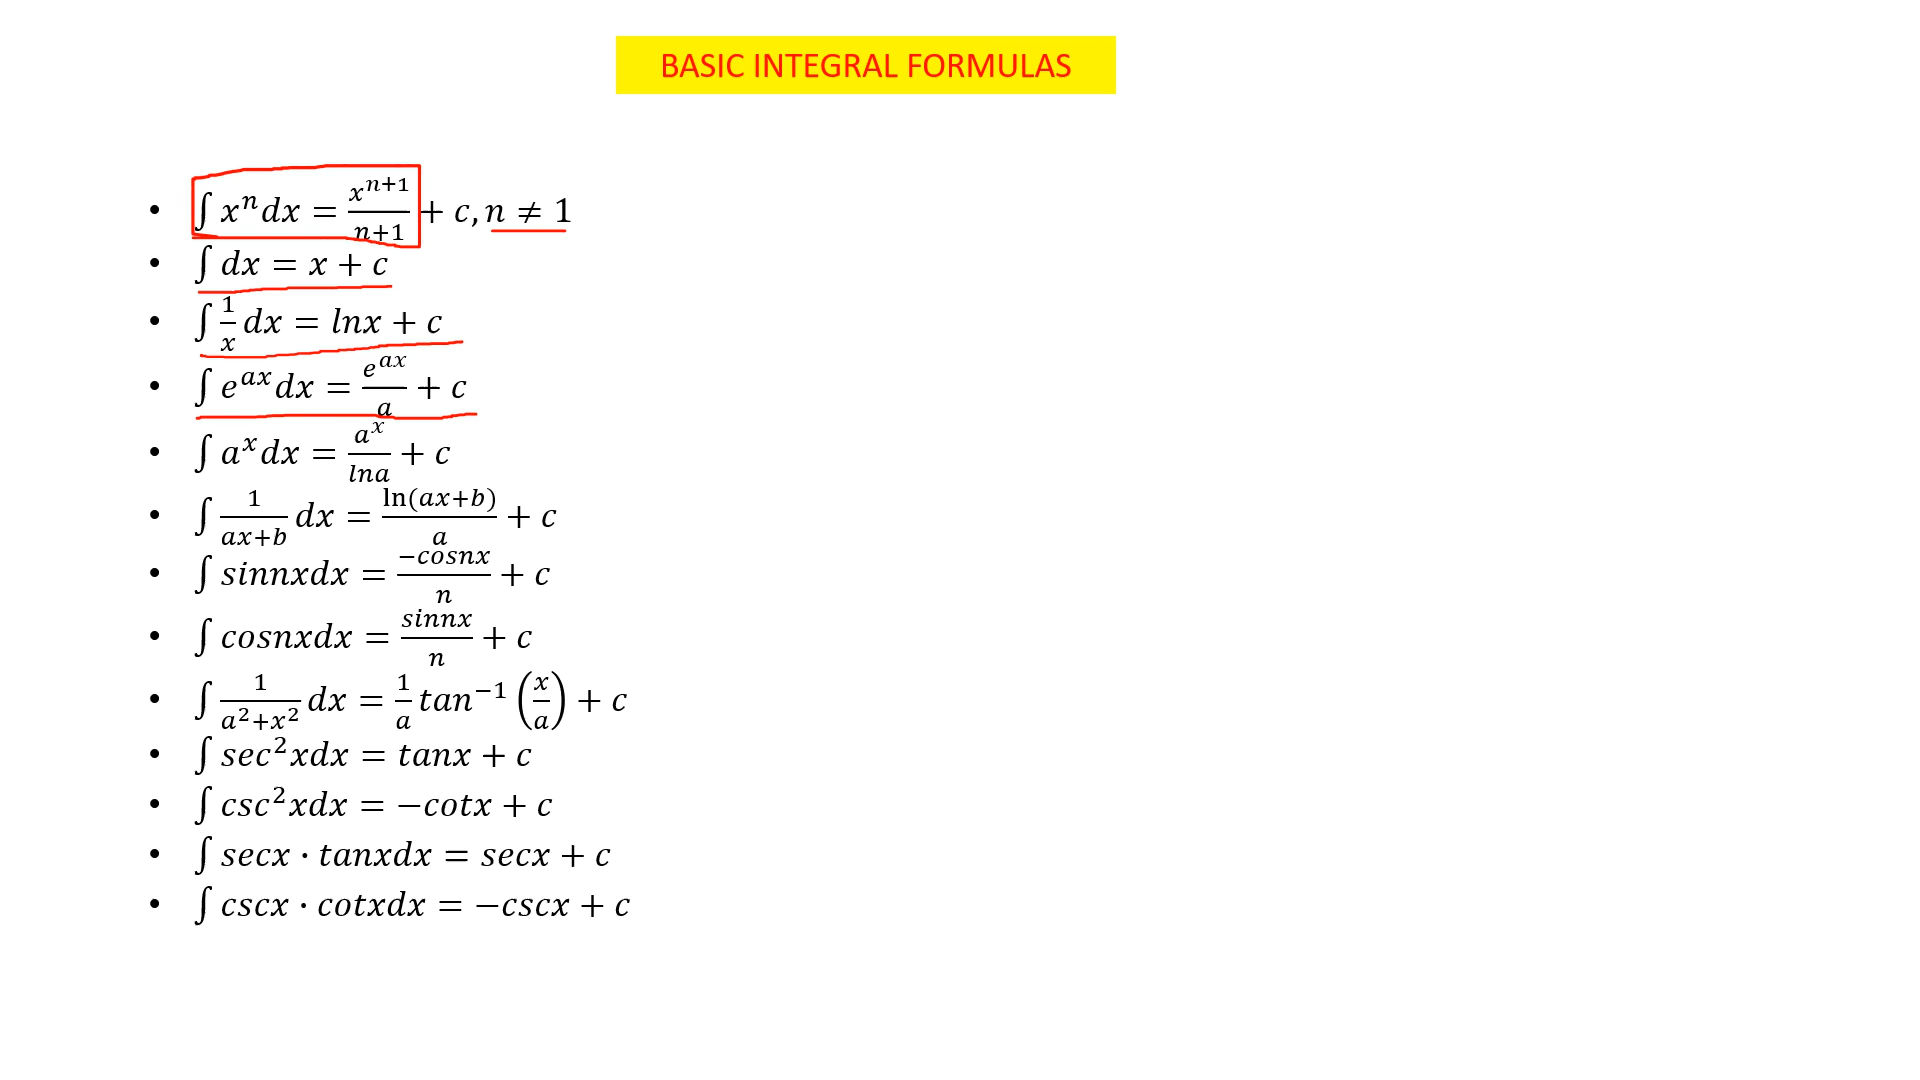 BASIC INTEGRAL FORMULAS
• ∫ xⁿdx = xⁿ⁺¹/(n+1) + c, n ≠ 1
• ∫ dx = x + c
• ∫ 1/x dx = lnx + c
• ∫ eᵃˣdx = eᵃˣ/a + c
• ∫ aˣdx = aˣ/lna + c
• ∫ 1/(ax+b) dx = ln(ax+b)/a + c
• ∫ sinnxdx = −cosnx/n + c
• ∫ cosnxdx = sinnx/n + c
• ∫ 1/(a²+x²) dx = 1/a tan⁻¹(x/a) + c
• ∫ sec²xdx = tanx + c
• ∫ csc²xdx = −cotx + c
• ∫ secx · tanxdx = secx + c
• ∫ cscx · cotxdx = −cscx + c